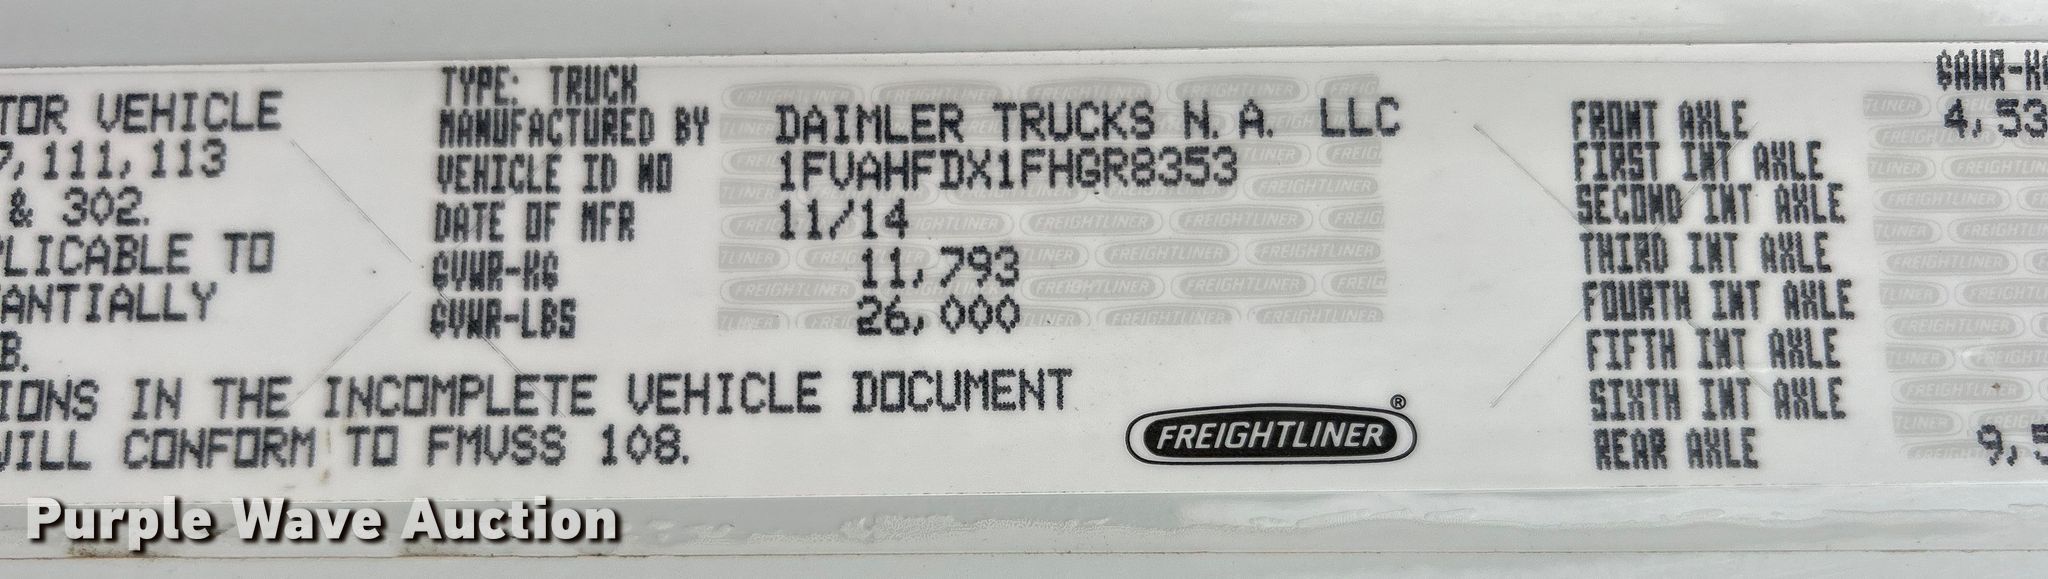 TOR VEHICLE
7,111,113
& 302.
PLICABLE TO
TANTIALLY
B.
IONS IN THE INCOMPLETE VEHICLE DOCUMENT
WILL CONFORM TO FMVSS 108.
TYPE: TRUCK
MANUFACTURED BY DAIMLER TRUCKS N.A. LLC
VEHICLE ID NO 1FVAHFDX1FHGR8353
DATE OF MFR 11/14
GVWR-KG 11,793
GVWR-LBS 26,000
FREIGHTLINER®
GAWR-KG
FRONT AXLE 4,53
FIRST INT AXLE
SECOND INT AXLE
THIRD INT AXLE
FOURTH INT AXLE
FIFTH INT AXLE
SIXTH INT AXLE
REAR AXLE 9,5
Purple Wave Auction